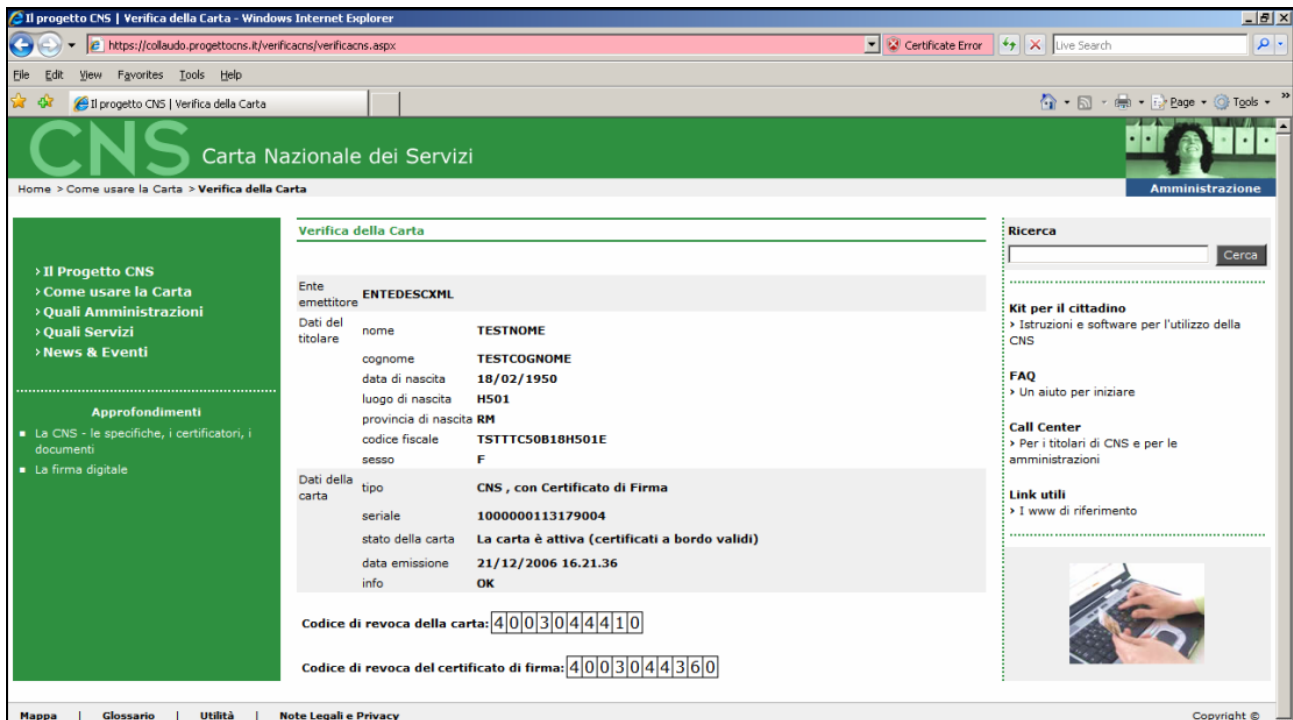 Il progetto CNS | Verifica della Carta - Windows Internet Explorer
https://collaudo.progettocns.it/verificacns/verificacns.aspx
Certificate Error
Live Search
File Edit View Favorites Tools Help
Il progetto CNS | Verifica della Carta
Page Tools »
CNS Carta Nazionale dei Servizi
Home > Come usare la Carta > Verifica della Carta
Amministrazione
› Il Progetto CNS
› Come usare la Carta
› Quali Amministrazioni
› Quali Servizi
› News & Eventi
Approfondimenti
La CNS - le specifiche, i certificatori, i
documenti
La firma digitale
Verifica della Carta
Ente
emettitore ENTEDESCXML
Dati del
titolare
nome TESTNOME
cognome TESTCOGNOME
data di nascita 18/02/1950
luogo di nascita H501
provincia di nascita RM
codice fiscale TSTTTC50B18H501E
sesso F
Dati della
carta
tipo CNS , con Certificato di Firma
seriale 1000000113179004
stato della carta La carta è attiva (certificati a bordo validi)
data emissione 21/12/2006 16.21.36
info OK
Codice di revoca della carta: 4003044410
Codice di revoca del certificato di firma: 4003044360
Ricerca
Cerca
Kit per il cittadino
› Istruzioni e software per l'utilizzo della
CNS
FAQ
› Un aiuto per iniziare
Call Center
› Per i titolari di CNS e per le
amministrazioni
Link utili
› I www di riferimento
Mappa | Glossario | Utilità | Note Legali e Privacy
Copyright ©